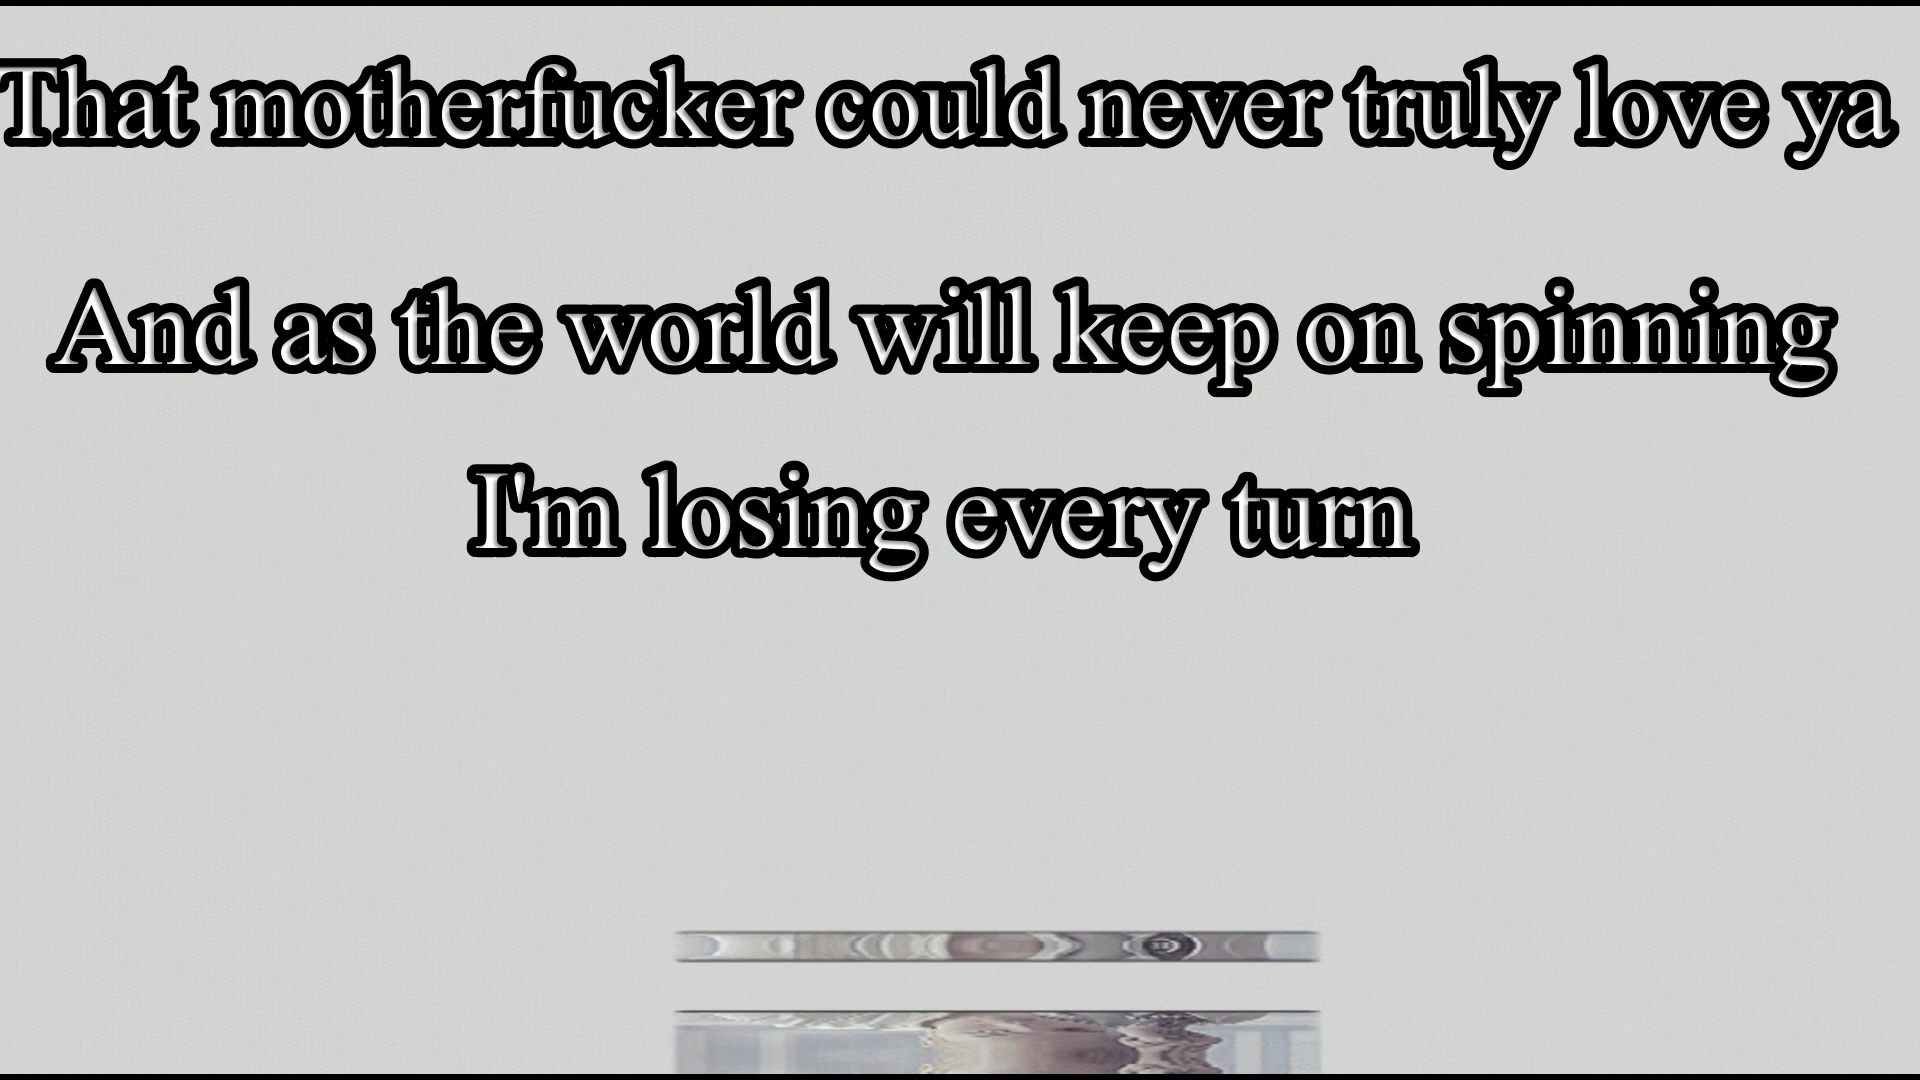 That motherfucker could never truly love ya
And as the world will keep on spinning
I'm losing every turn